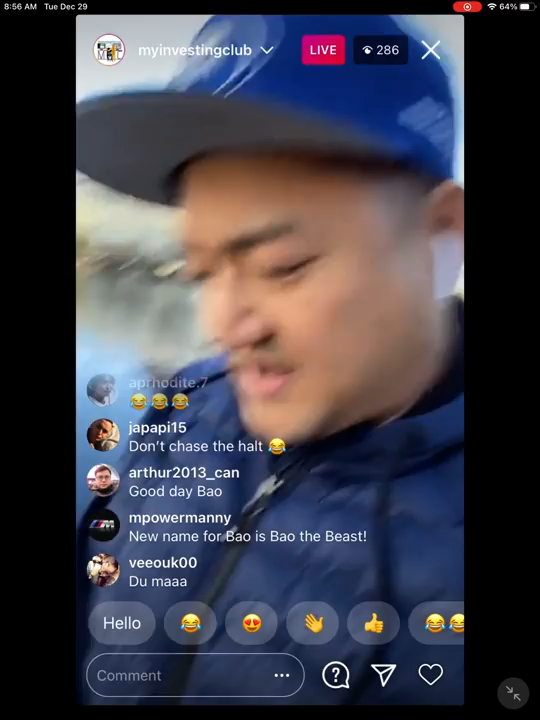 8:56 AM Tue Dec 29
64%
myinvestingclub
LIVE
286
aprhodite.7
😂😂😂
japapi15
Don't chase the halt 😂
arthur2013_can
Good day Bao
mpowermanny
New name for Bao is Bao the Beast!
veeouk00
Du maaa
Hello
Comment